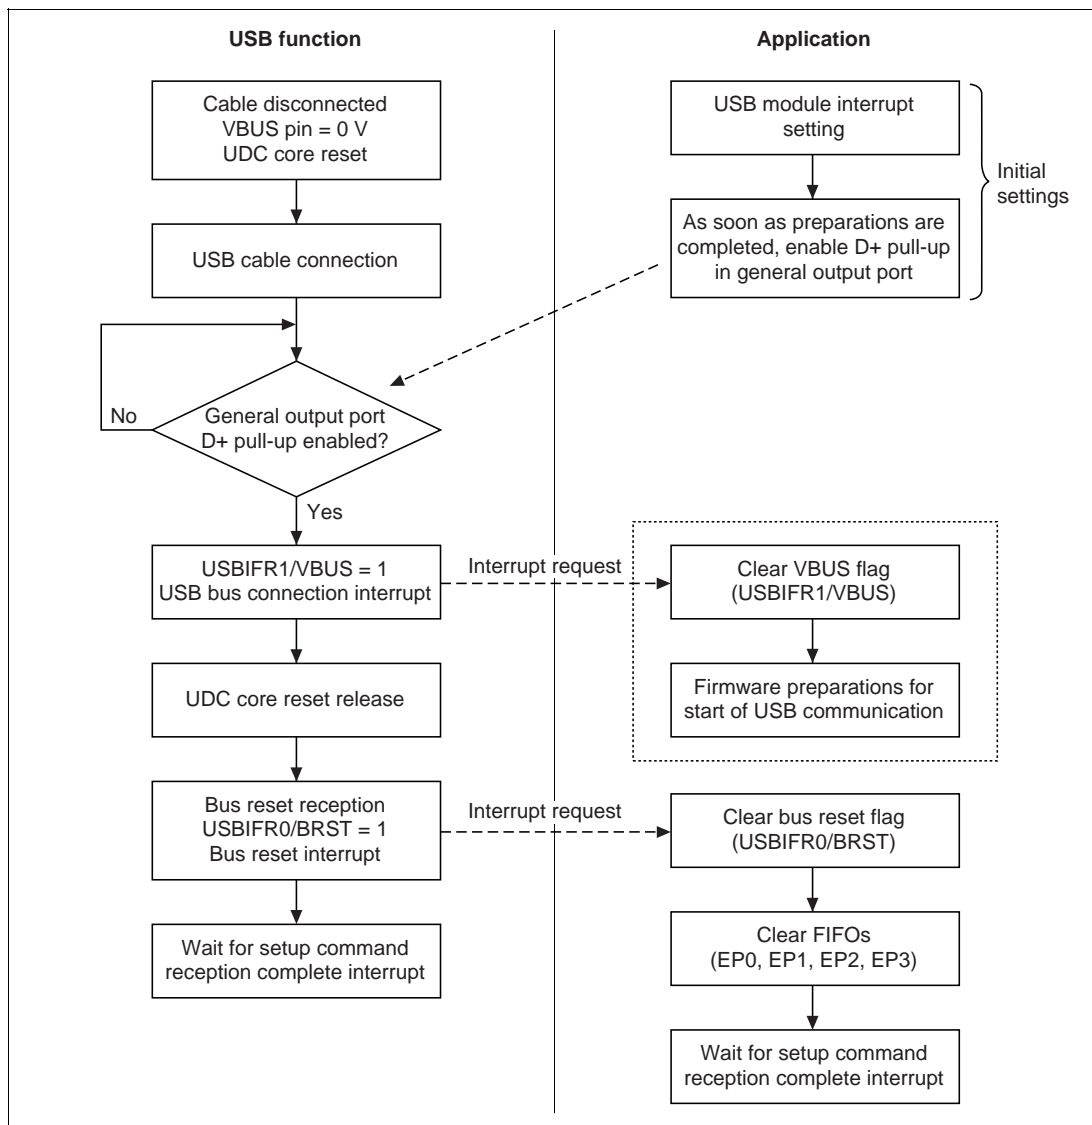 USB function
Application
Cable disconnected
VBUS pin = 0 V
UDC core reset
USB cable connection
General output port
D+ pull-up enabled?
No
Yes
USBIFR1/VBUS = 1
USB bus connection interrupt
Interrupt request
UDC core reset release
Bus reset reception
USBIFR0/BRST = 1
Bus reset interrupt
Interrupt request
Wait for setup command
reception complete interrupt
USB module interrupt
setting
As soon as preparations are
completed, enable D+ pull-up
in general output port
Initial
settings
Clear VBUS flag
(USBIFR1/VBUS)
Firmware preparations for
start of USB communication
Clear bus reset flag
(USBIFR0/BRST)
Clear FIFOs
(EP0, EP1, EP2, EP3)
Wait for setup command
reception complete interrupt